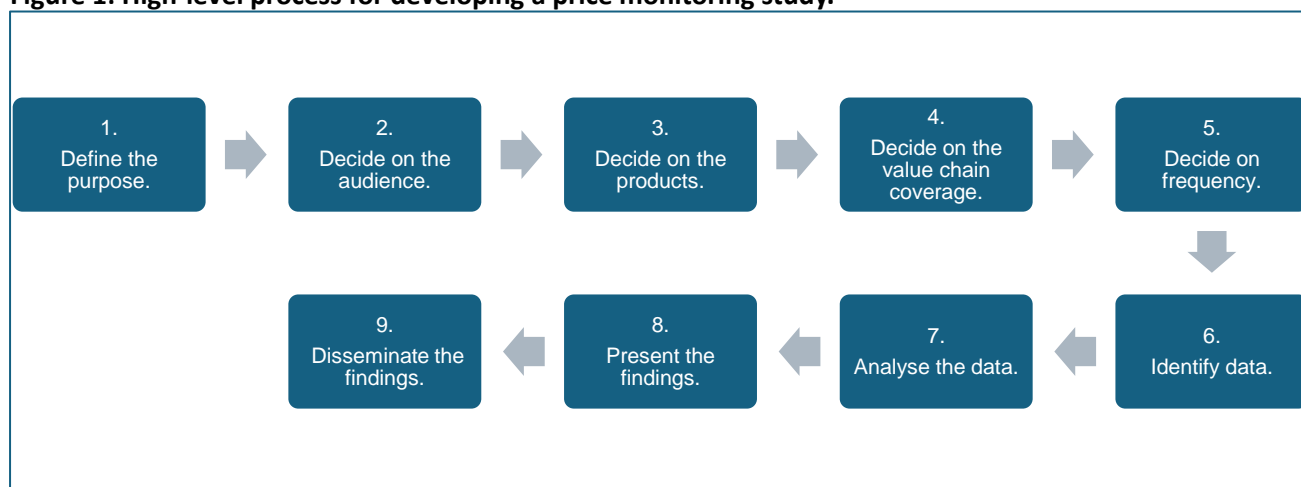 Figure 1: High-level process for developing a price monitoring study.
1.
Define the
purpose.
2.
Decide on the
audience.
3.
Decide on the
products.
4.
Decide on the
value chain
coverage.
5.
Decide on
frequency.
6.
Identify data.
7.
Analyse the data.
8.
Present the
findings.
9.
Disseminate the
findings.